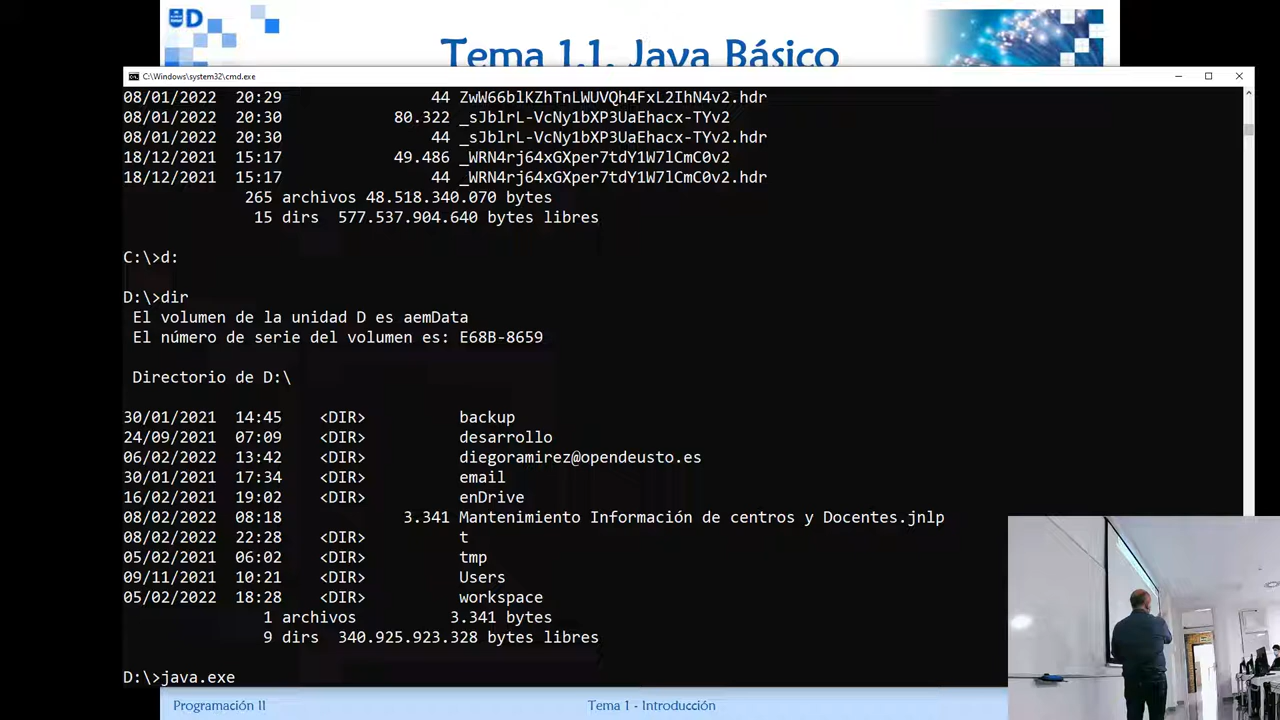 D
Tema 1.1. Java Básico
C:\Windows\system32\cmd.exe
08/01/2022  20:29                44 ZwW66blKZhTnLWUVQh4FxL2IhN4v2.hdr
08/01/2022  20:30            80.322 _sJblrL-VcNy1bXP3UaEhacx-TYv2
08/01/2022  20:30                44 _sJblrL-VcNy1bXP3UaEhacx-TYv2.hdr
18/12/2021  15:17            49.486 _WRN4rj64xGXper7tdY1W7lCmC0v2
18/12/2021  15:17                44 _WRN4rj64xGXper7tdY1W7lCmC0v2.hdr
265 archivos 48.518.340.070 bytes
15 dirs  577.537.904.640 bytes libres
C:\>d:
D:\>dir
El volumen de la unidad D es aemData
El número de serie del volumen es: E68B-8659
Directorio de D:\
30/01/2021  14:45    <DIR>          backup
24/09/2021  07:09    <DIR>          desarrollo
06/02/2022  13:42    <DIR>          diegoramirez@opendeusto.es
30/01/2021  17:34    <DIR>          email
16/02/2021  19:02    <DIR>          enDrive
08/02/2022  08:18             3.341 Mantenimiento Información de centros y Docentes.jnlp
08/02/2022  22:28    <DIR>          t
05/02/2022  06:02    <DIR>          tmp
09/11/2021  10:21    <DIR>          Users
05/02/2022  18:28    <DIR>          workspace
1 archivos          3.341 bytes
9 dirs  340.925.923.328 bytes libres
D:\>java.exe
Programación II
Tema 1 - Introducción